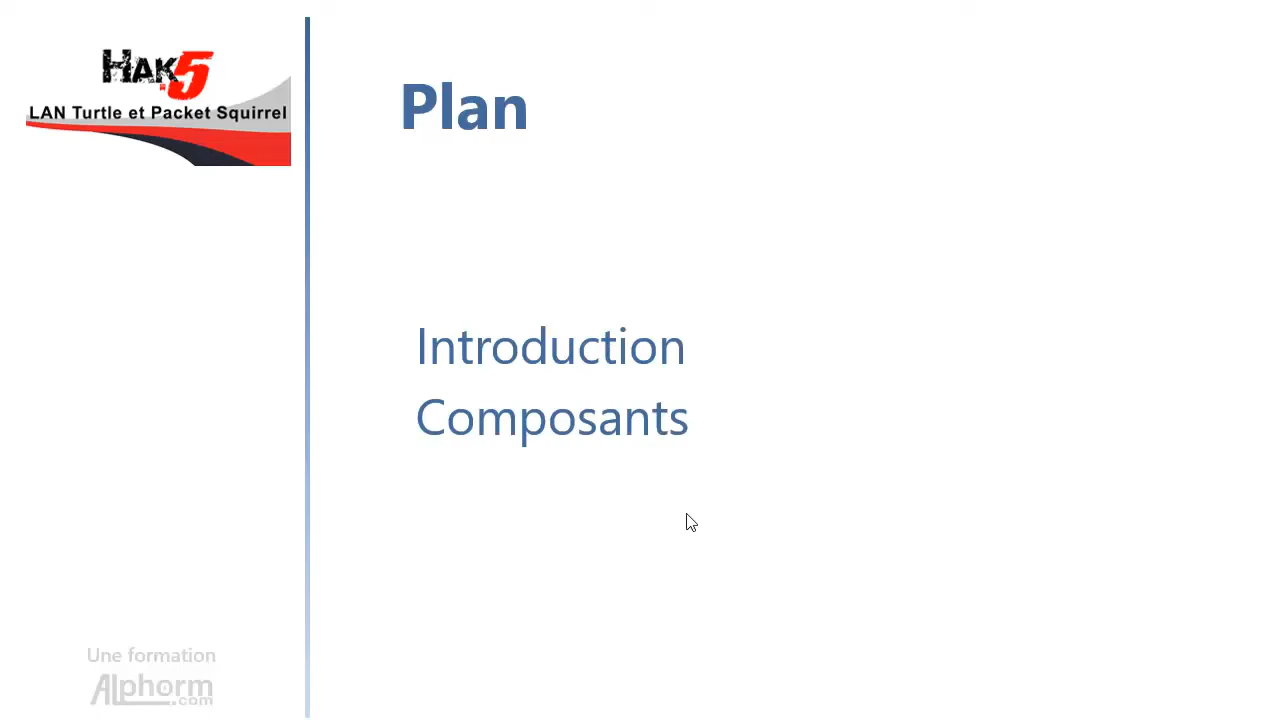 HAK5
LAN Turtle et Packet Squirrel
Plan
Introduction
Composants
Une formation
Alphorm
.com